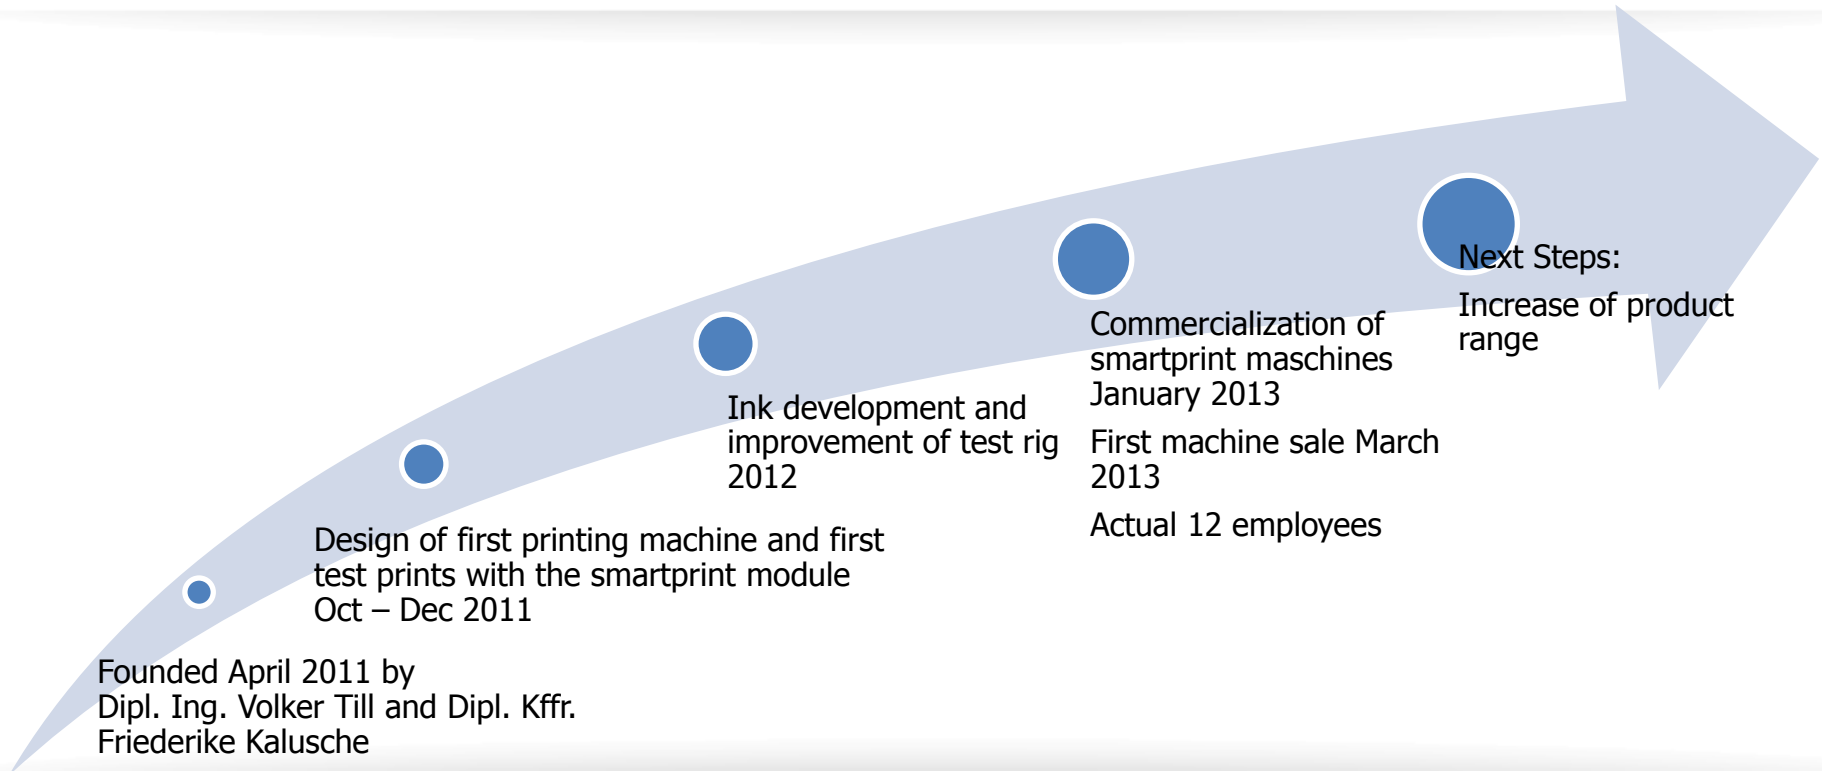 Founded April 2011 by
Dipl. Ing. Volker Till and Dipl. Kffr.
Friederike Kalusche
Design of first printing machine and first
test prints with the smartprint module
Oct – Dec 2011
Ink development and
improvement of test rig
2012
Commercialization of
smartprint maschines
January 2013
First machine sale March
2013
Actual 12 employees
Next Steps:
Increase of product
range